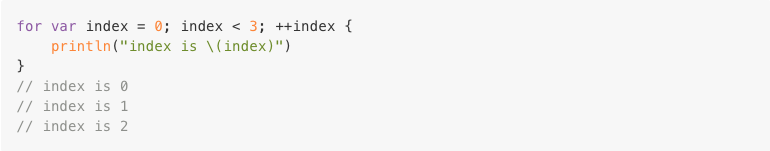 for var index = 0; index < 3; ++index {
    println("index is \(index)")
}
// index is 0
// index is 1
// index is 2